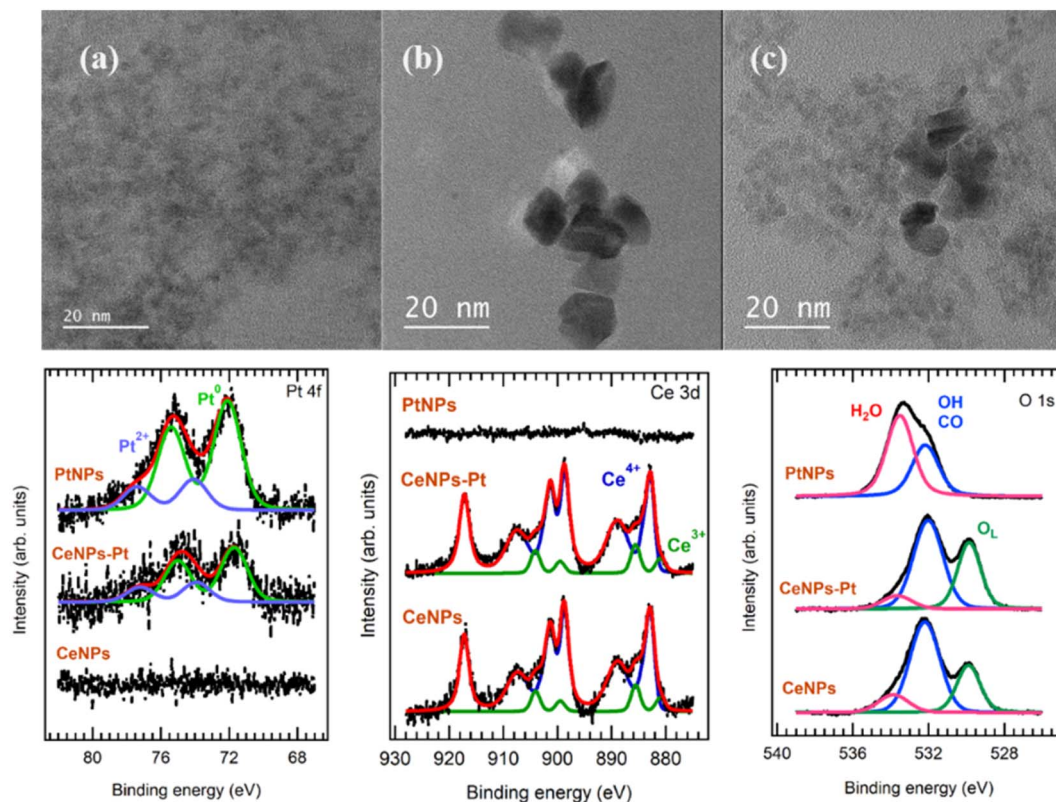 (a)
(b)
(c)
20 nm
20 nm
20 nm
Pt 4f
Pt⁰
Pt²⁺
PtNPs
CeNPs-Pt
CeNPs
Intensity (arb. units)
80 76 72 68
Binding energy (eV)
Ce 3d
PtNPs
CeNPs-Pt
Ce⁴⁺
Ce³⁺
CeNPs
Intensity (arb. units)
930 920 910 900 890 880
Binding energy (eV)
O 1s
H₂O
OH
CO
PtNPs
O_L
CeNPs-Pt
CeNPs
Intensity (arb. units)
540 536 532 528
Binding energy (eV)